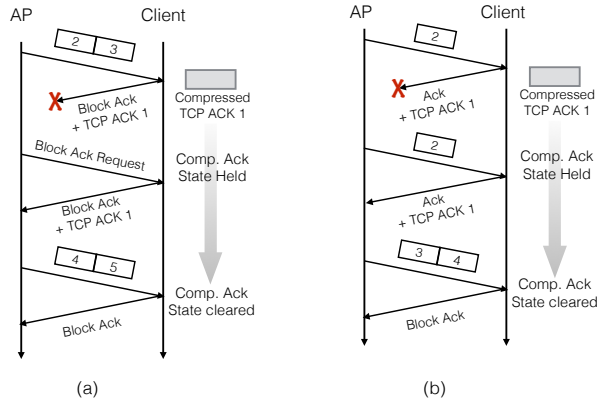 AP
Client
2 3
Block Ack
+ TCP ACK 1
Compressed
TCP ACK 1
Block Ack Request
Comp. Ack
State Held
Block Ack
+ TCP ACK 1
4 5
Comp. Ack
State cleared
Block Ack
(a)
AP
Client
2
Ack
+ TCP ACK 1
Compressed
TCP ACK 1
2
Comp. Ack
State Held
Ack
+ TCP ACK 1
3 4
Comp. Ack
State cleared
Block Ack
(b)